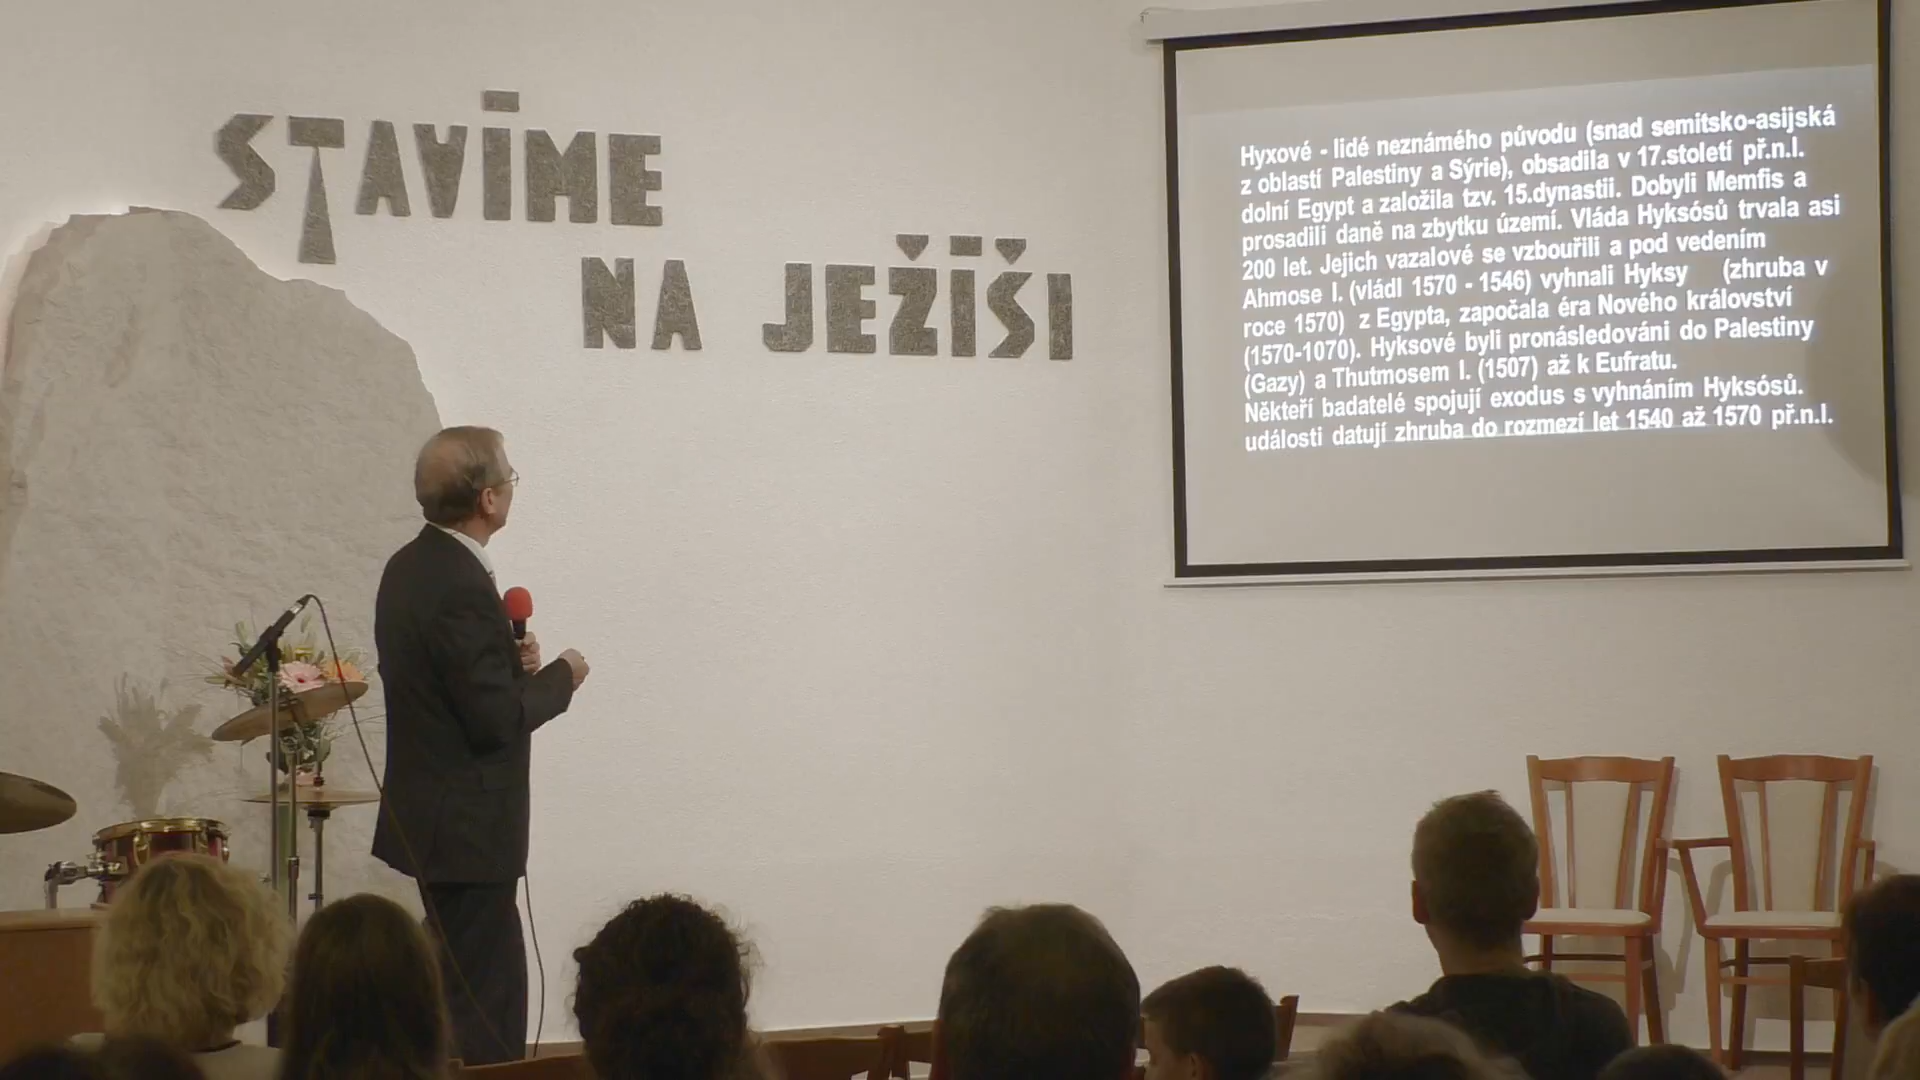 STAVÍME
NA JEŽÍŠI
Hyxové - lidé neznámého původu (snad semitsko-asijská
z oblastí Palestiny a Sýrie), obsadila v 17.století př.n.l.
dolní Egypt a založila tzv. 15.dynastii. Dobyli Memfis a
prosadili daně na zbytku území. Vláda Hyksósů trvala asi
200 let. Jejich vazalové se vzbouřili a pod vedením
Ahmose I. (vládl 1570 - 1546) vyhnali Hyksy (zhruba v
roce 1570) z Egypta, započala éra Nového království
(1570-1070). Hyksové byli pronásledováni do Palestiny
(Gazy) a Thutmosem I. (1507) až k Eufratu.
Někteří badatelé spojují exodus s vyhnáním Hyksósů.
události datují zhruba do rozmezí let 1540 až 1570 př.n.l.